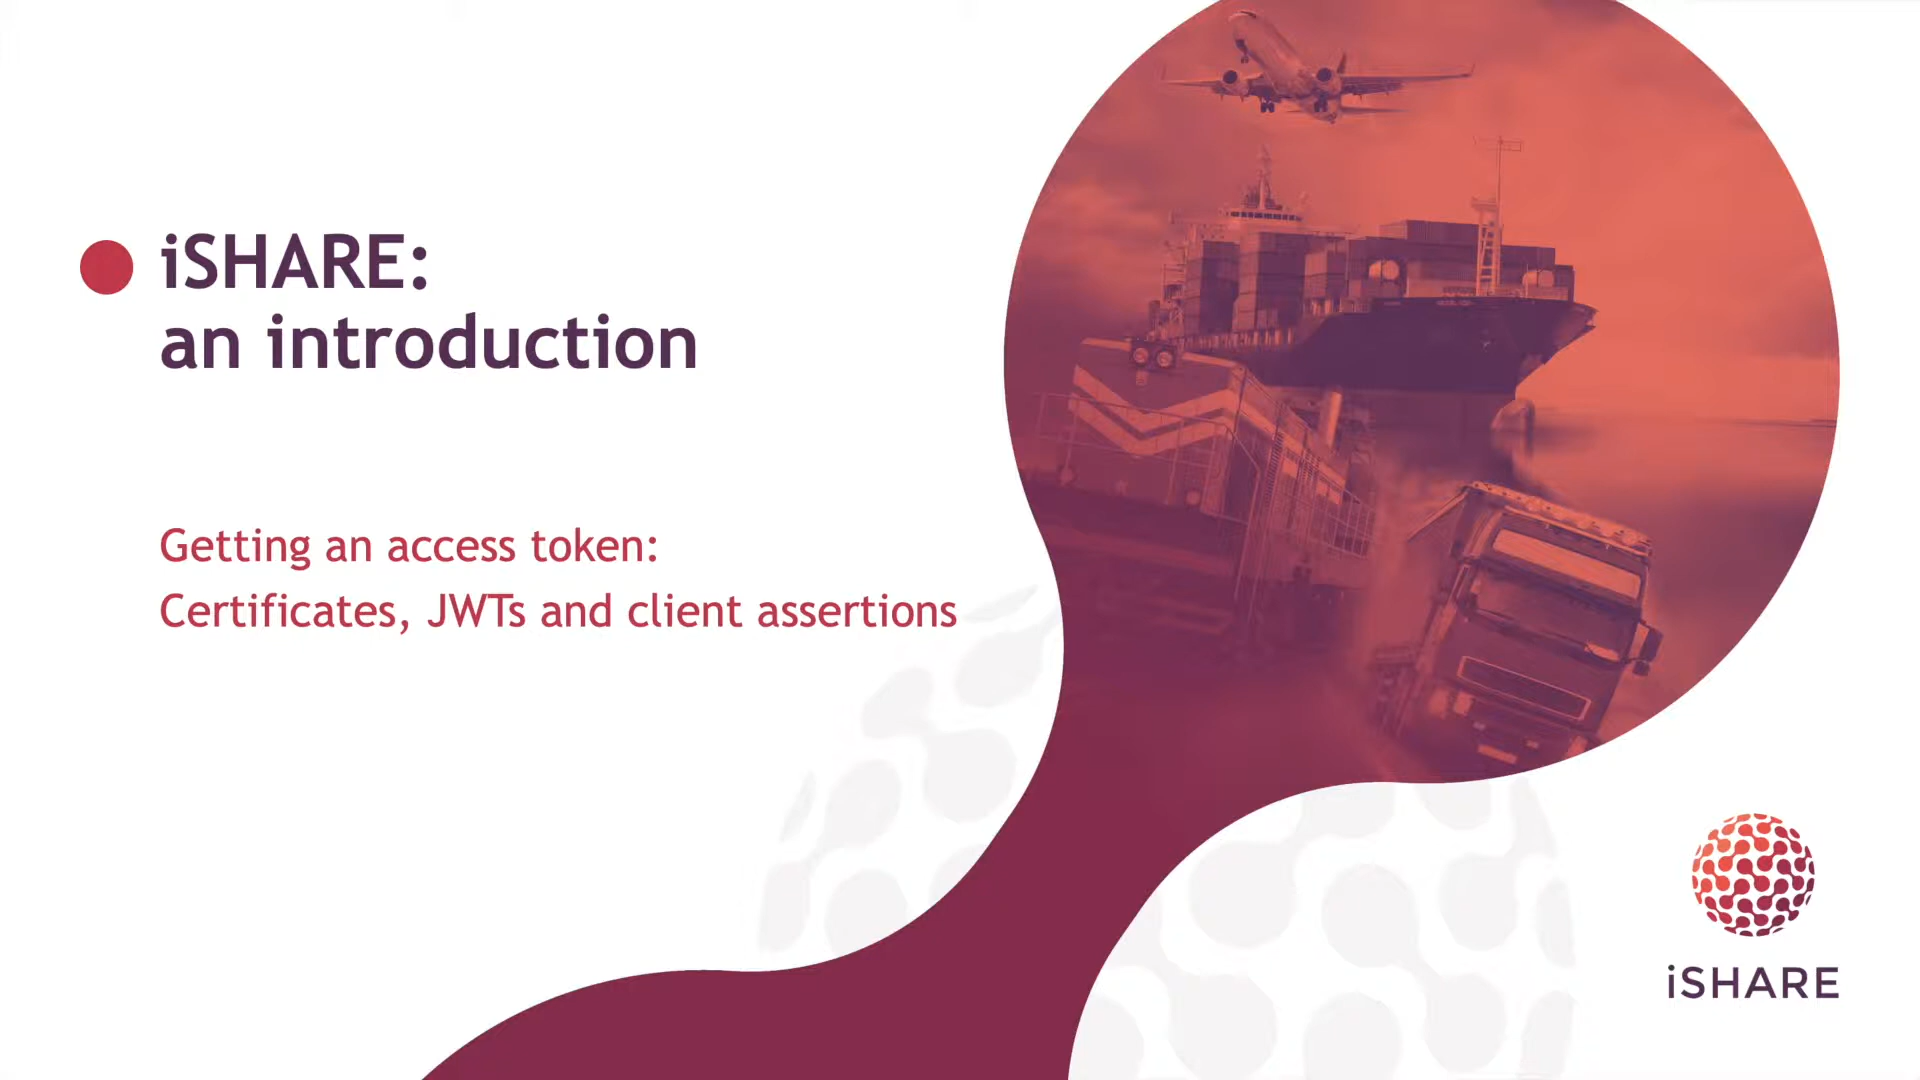 iSHARE:
an introduction
Getting an access token:
Certificates, JWTs and client assertions
iSHARE